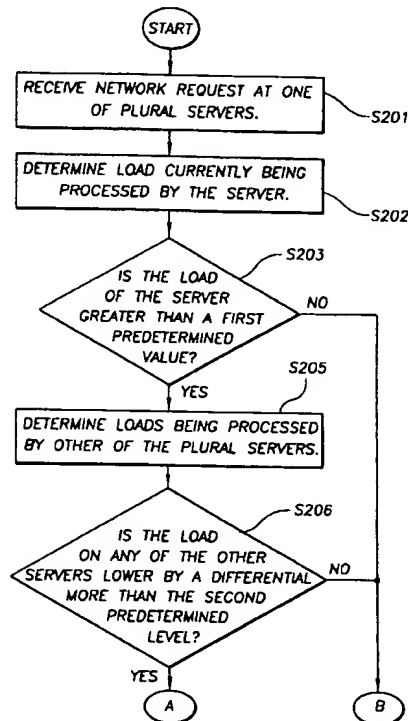 START
RECEIVE NETWORK REQUEST AT ONE
OF PLURAL SERVERS.
S201
DETERMINE LOAD CURRENTLY BEING
PROCESSED BY THE SERVER.
S202
S203
IS THE LOAD
OF THE SERVER
GREATER THAN A FIRST
PREDETERMINED
VALUE?
NO
YES
S205
DETERMINE LOADS BEING PROCESSED
BY OTHER OF THE PLURAL SERVERS.
S206
IS THE LOAD
ON ANY OF THE OTHER
SERVERS LOWER BY A DIFFERENTIAL
MORE THAN THE SECOND
PREDETERMINED
LEVEL?
NO
YES
A
B